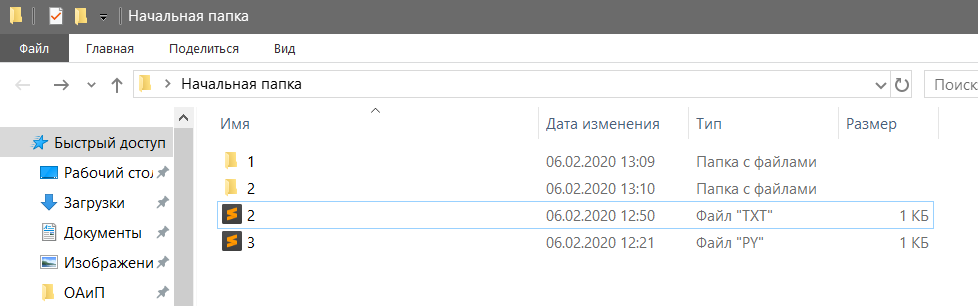 Начальная папка
Файл Главная Поделиться Вид
Начальная папка
Поиск
Имя Дата изменения Тип Размер
Быстрый доступ
Рабочий стол
Загрузки
Документы
Изображени
ОАиП
1 06.02.2020 13:09 Папка с файлами
2 06.02.2020 13:10 Папка с файлами
2 06.02.2020 12:50 Файл "TXT" 1 КБ
3 06.02.2020 12:21 Файл "PY" 1 КБ